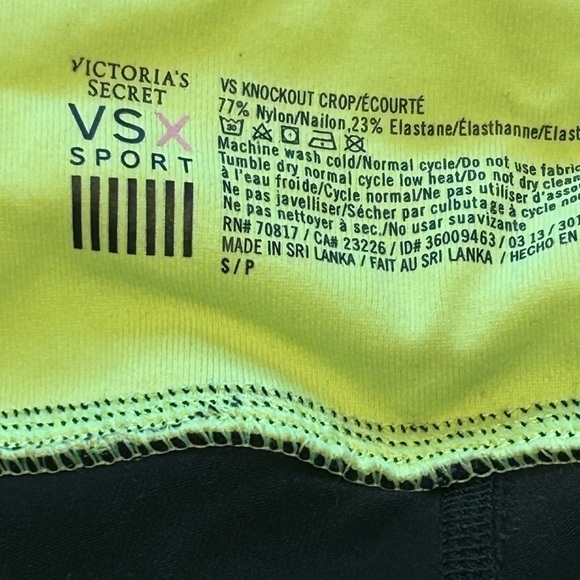 VICTORIA'S
SECRET
VSX
SPORT
VS KNOCKOUT CROP/ÉCOURTÉ
77% Nylon/Nailon,23% Elastane/Élasthanne/Elast
30
Machine wash cold/Normal cycle/Do not use fabric
Tumble dry normal cycle low heat/Do not dry clean
à l'eau froide/Cycle normal/Ne pas utiliser d'asso
Ne pas javelliser/Sécher par culbutage à cycle no
Ne pas nettoyer à sec./No usar suavizante
RN# 70817 / CA# 23226 / ID# 36009463 / 03 13 / 301
MADE IN SRI LANKA / FAIT AU SRI LANKA / HECHO EN
S / P